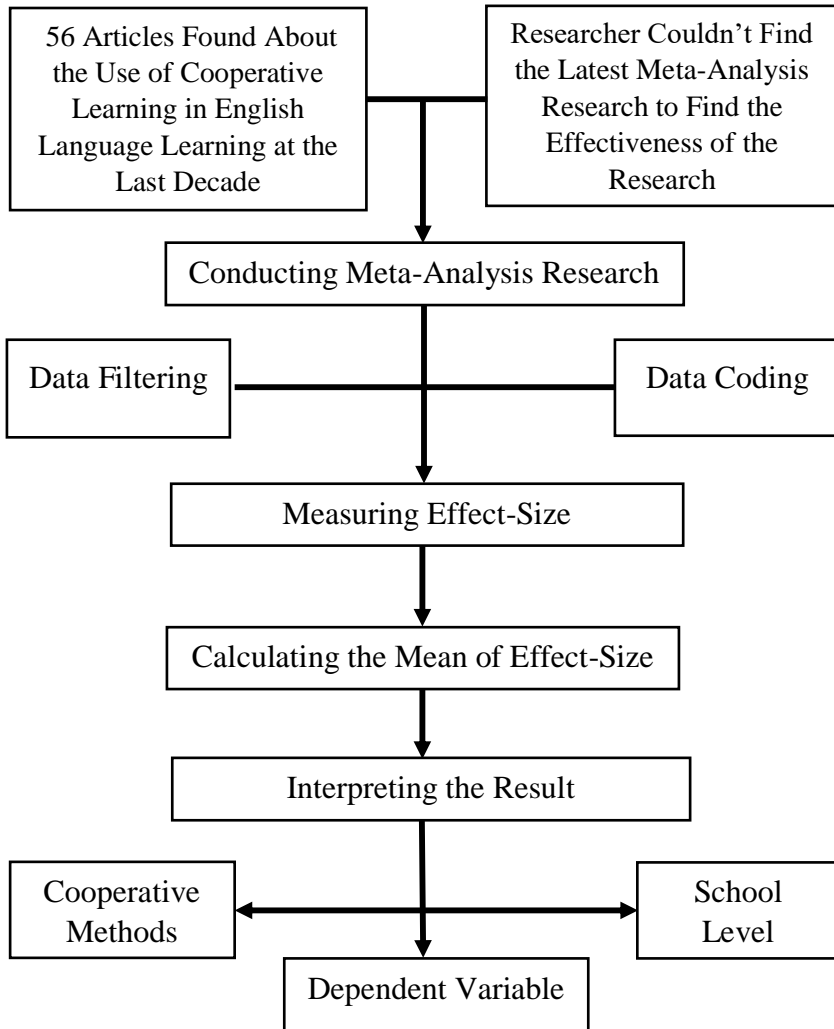 56 Articles Found About
the Use of Cooperative
Learning in English
Language Learning at the
Last Decade
Researcher Couldn’t Find
the Latest Meta-Analysis
Research to Find the
Effectiveness of the
Research
Conducting Meta-Analysis Research
Data Filtering
Data Coding
Measuring Effect-Size
Calculating the Mean of Effect-Size
Interpreting the Result
Cooperative
Methods
School
Level
Dependent Variable